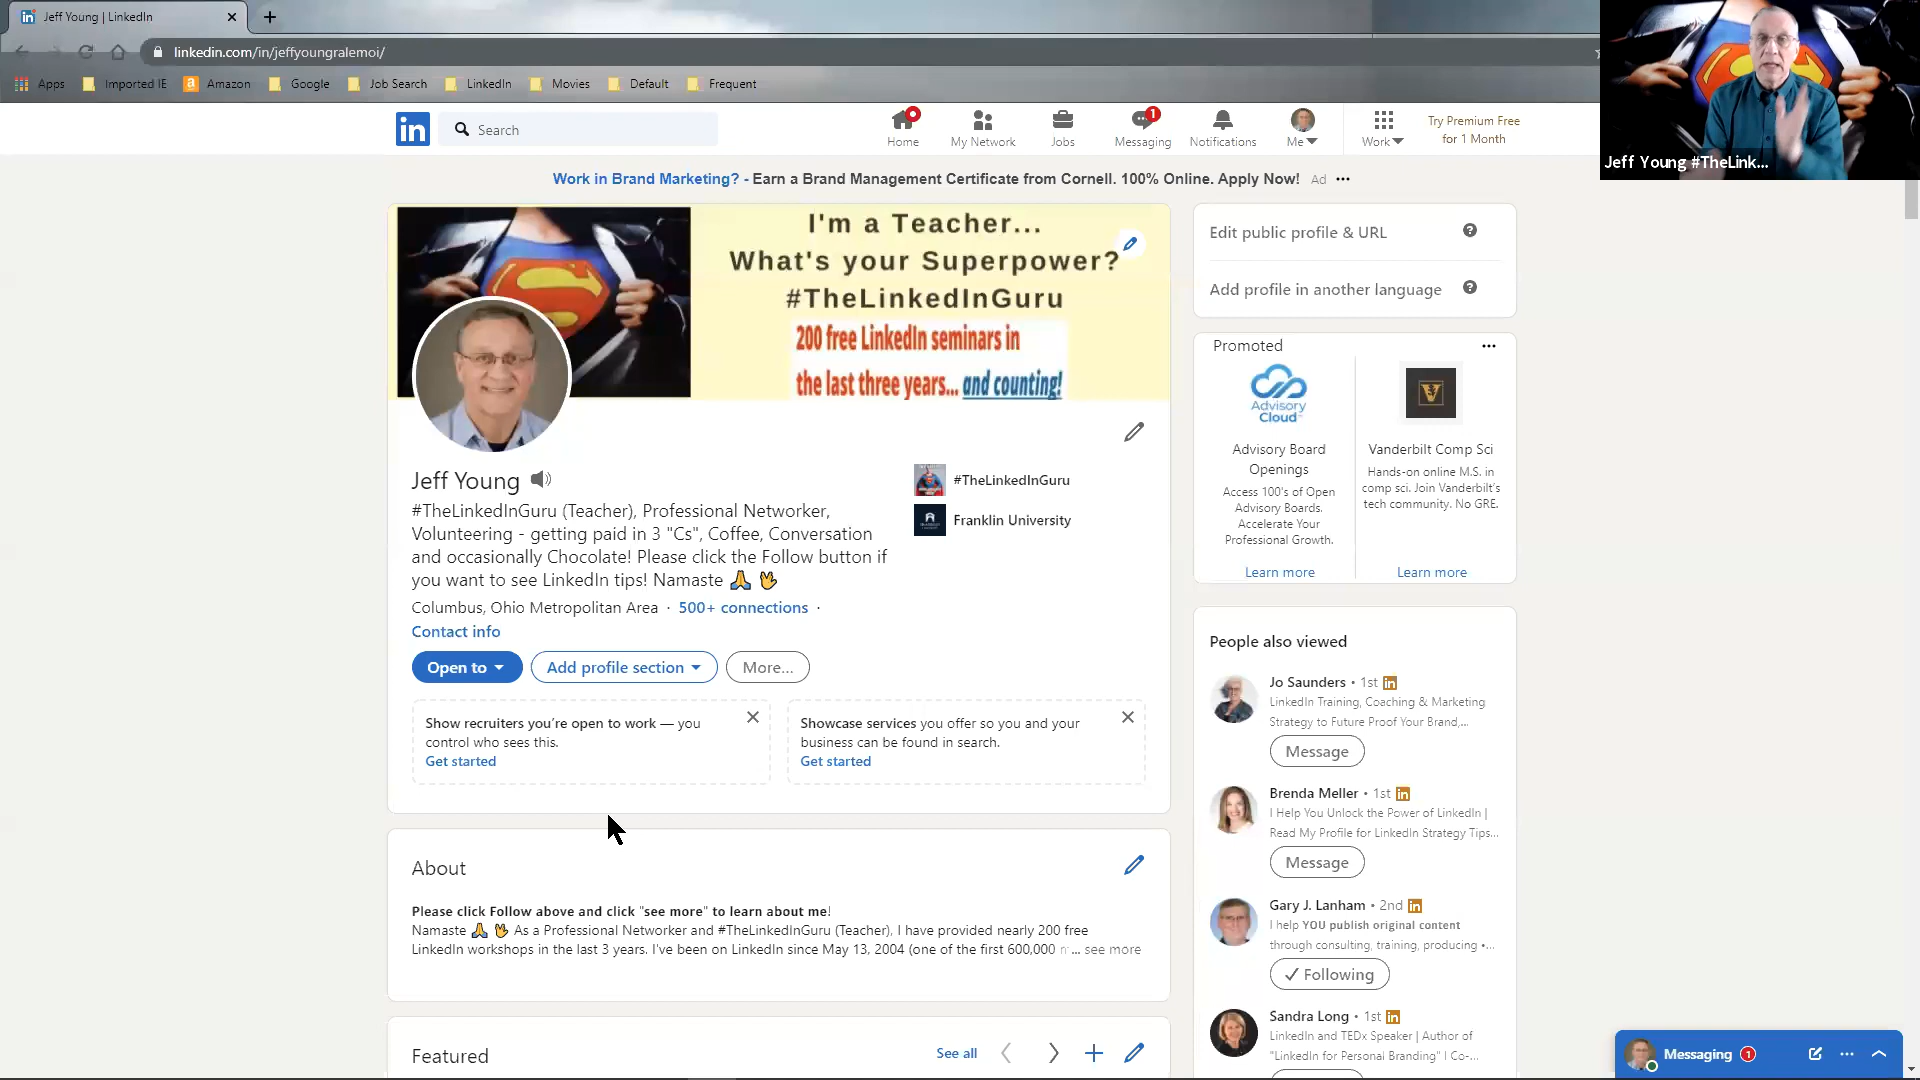 Jeff Young | LinkedIn
linkedin.com/in/jeffyoungralemoi/
Apps
Imported IE
Amazon
Google
Job Search
LinkedIn
Movies
Default
Frequent
in
Search
Home
My Network
Jobs
1
Messaging
Notifications
Me
Work
Try Premium Free
for 1 Month
Jeff Young #TheLink...
Work in Brand Marketing? - Earn a Brand Management Certificate from Cornell. 100% Online. Apply Now! Ad
I'm a Teacher...
What's your Superpower?
#TheLinkedInGuru
200 free LinkedIn seminars in
the last three years... and counting!
Jeff Young
#TheLinkedInGuru (Teacher), Professional Networker,
Volunteering - getting paid in 3 "Cs", Coffee, Conversation
and occasionally Chocolate! Please click the Follow button if
you want to see LinkedIn tips! Namaste 🙏 🖖
Columbus, Ohio Metropolitan Area · 500+ connections ·
Contact info
#TheLinkedInGuru
Franklin University
Open to
Add profile section
More...
Show recruiters you're open to work — you
control who sees this.
Get started
Showcase services you offer so you and your
business can be found in search.
Get started
About
Please click Follow above and click "see more" to learn about me!
Namaste 🙏 🖖 As a Professional Networker and #TheLinkedInGuru (Teacher), I have provided nearly 200 free
LinkedIn workshops in the last 3 years. I've been on LinkedIn since May 13, 2004 (one of the first 600,000 ... see more
Featured
See all
Edit public profile & URL
Add profile in another language
Promoted
Advisory
Cloud
Advisory Board
Openings
Access 100's of Open
Advisory Boards.
Accelerate Your
Professional Growth.
Learn more
V
Vanderbilt Comp Sci
Hands-on online M.S. in
comp sci. Join Vanderbilt's
tech community. No GRE.
Learn more
People also viewed
Jo Saunders • 1st in
LinkedIn Training, Coaching & Marketing
Strategy to Future Proof Your Brand,...
Message
Brenda Meller • 1st in
I Help You Unlock the Power of LinkedIn |
Read My Profile for LinkedIn Strategy Tips...
Message
Gary J. Lanham • 2nd in
I help YOU publish original content
through consulting, training, producing •...
Following
Sandra Long • 1st in
LinkedIn and TEDx Speaker | Author of
"LinkedIn for Personal Branding" | Co-...
Messaging 1